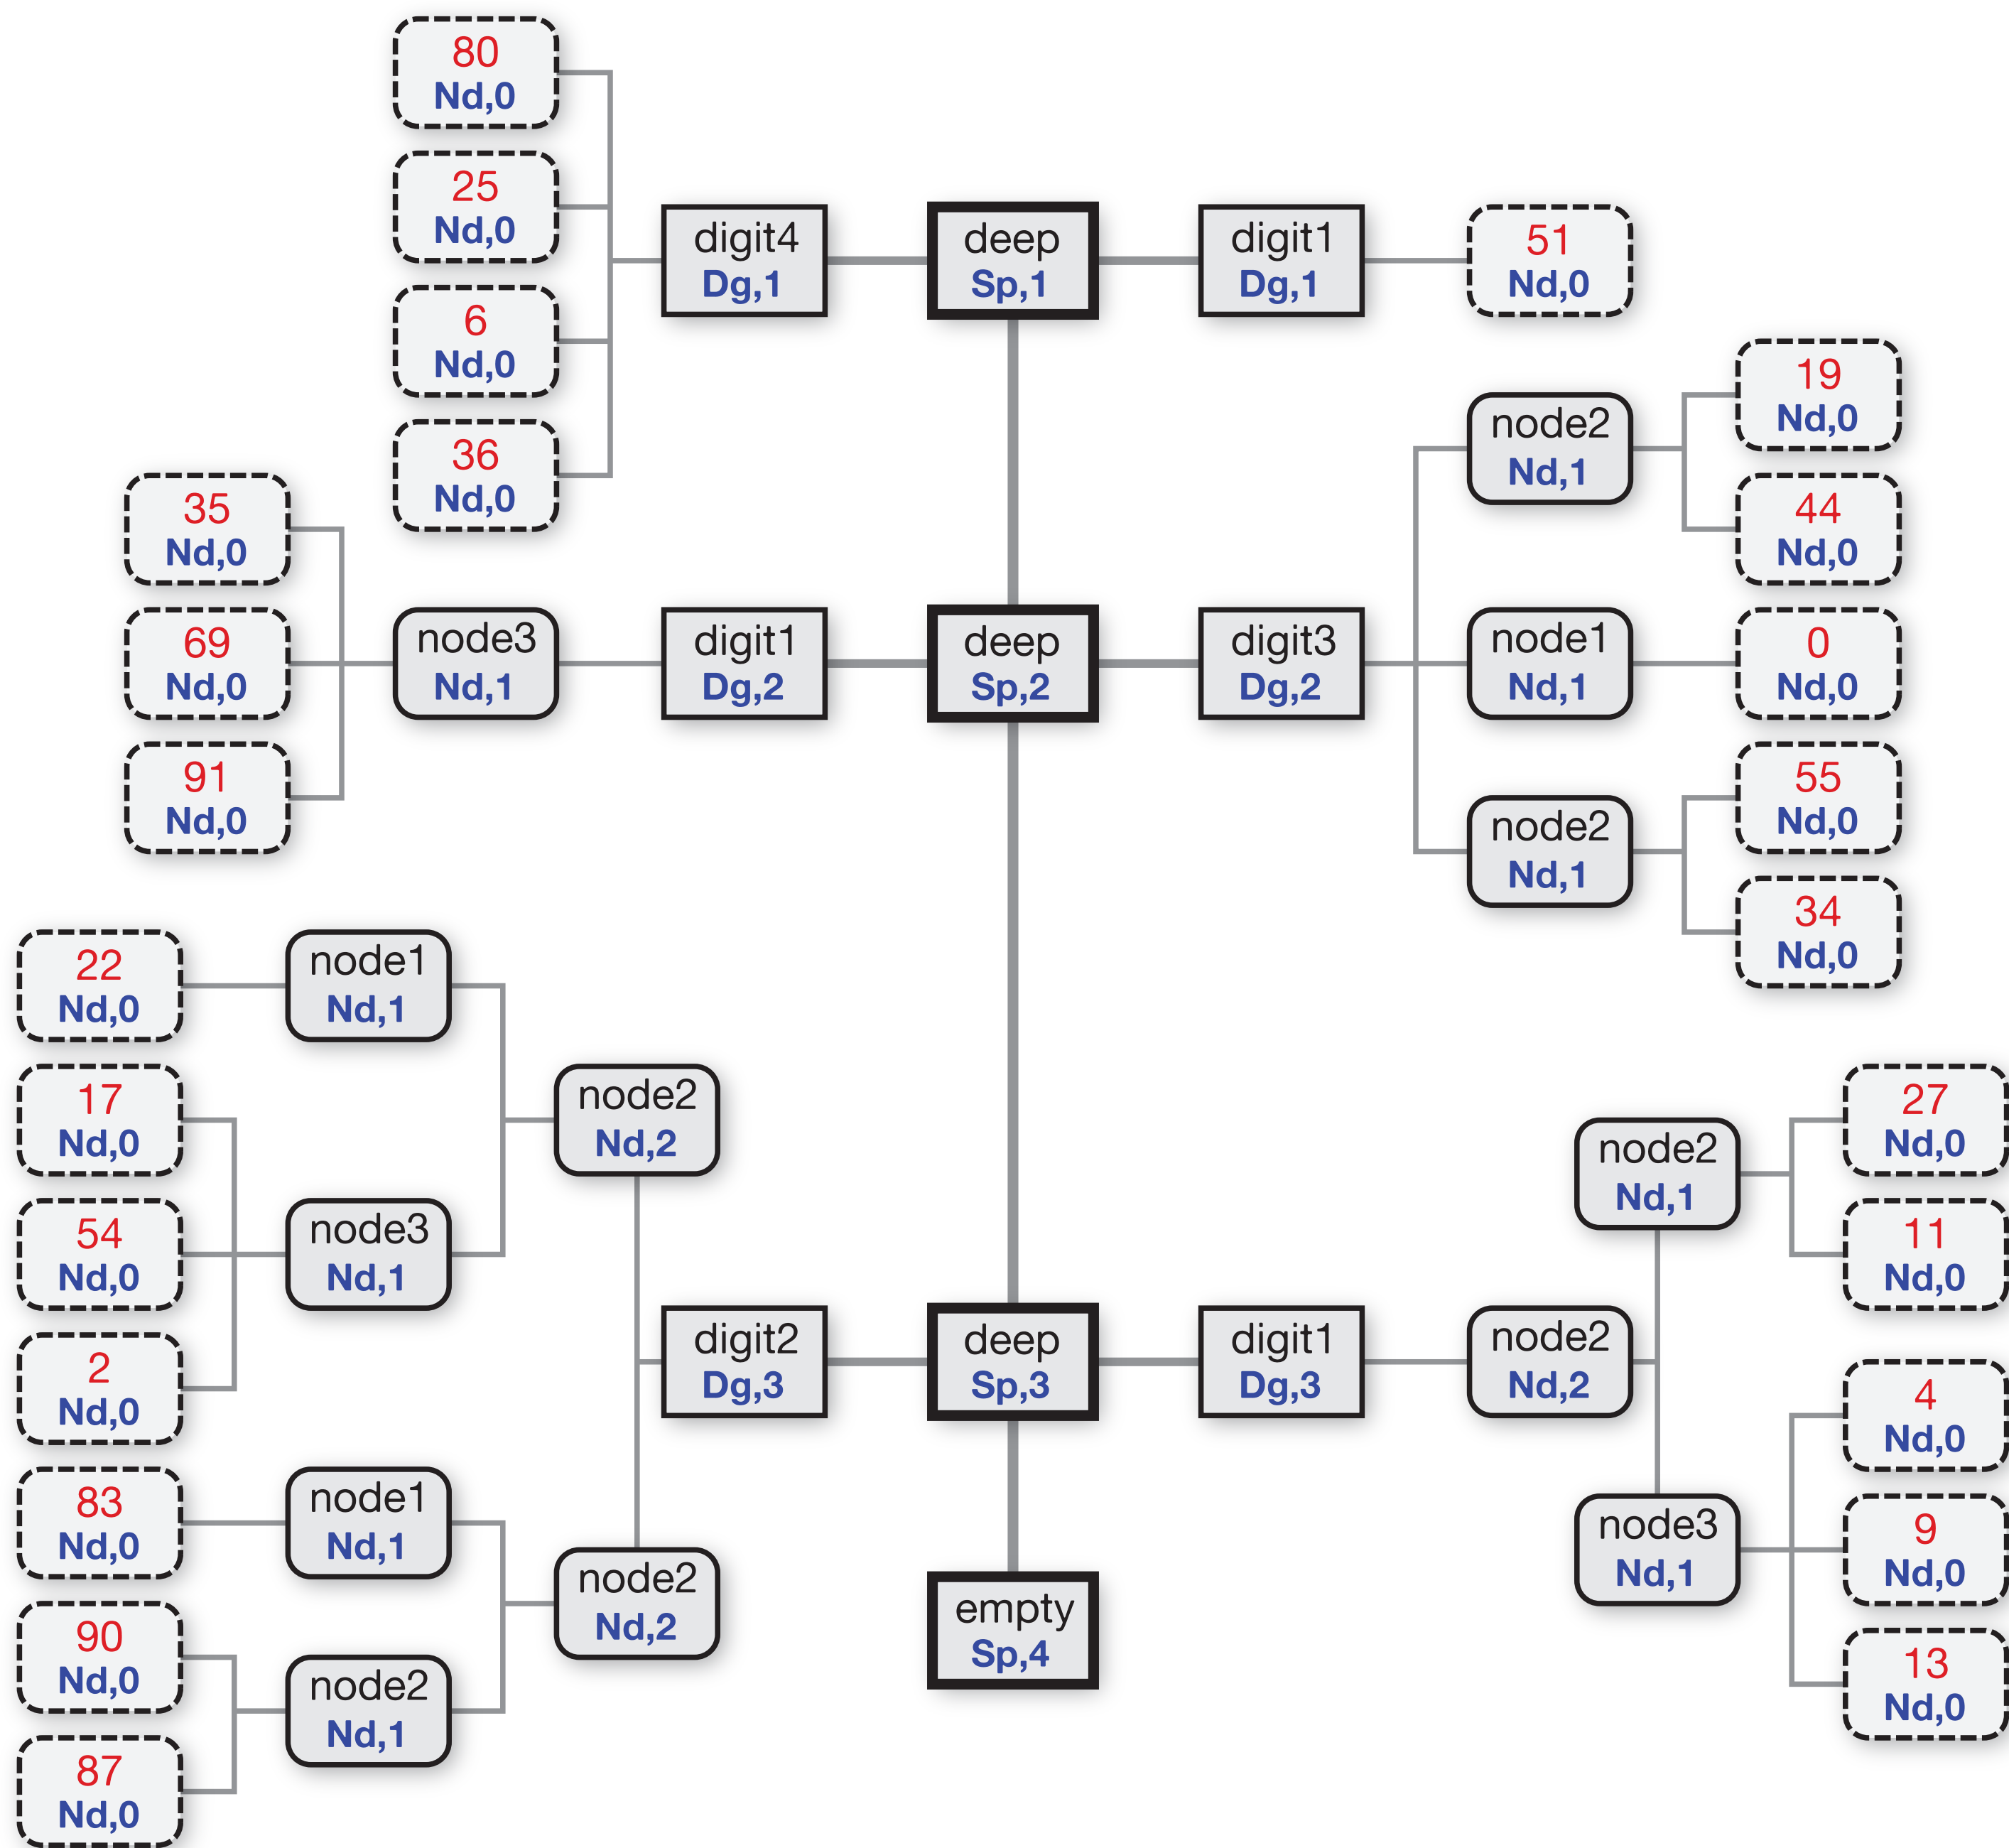 80
Nd,0
25
Nd,0
6
Nd,0
36
Nd,0
digit4
Dg,1
deep
Sp,1
digit1
Dg,1
51
Nd,0
35
Nd,0
69
Nd,0
91
Nd,0
node3
Nd,1
digit1
Dg,2
deep
Sp,2
digit3
Dg,2
node2
Nd,1
19
Nd,0
44
Nd,0
node1
Nd,1
0
Nd,0
node2
Nd,1
55
Nd,0
34
Nd,0
22
Nd,0
node1
Nd,1
17
Nd,0
54
Nd,0
2
Nd,0
node3
Nd,1
node2
Nd,2
83
Nd,0
node1
Nd,1
90
Nd,0
87
Nd,0
node2
Nd,1
node2
Nd,2
digit2
Dg,3
deep
Sp,3
digit1
Dg,3
node2
Nd,2
node2
Nd,1
27
Nd,0
11
Nd,0
node3
Nd,1
4
Nd,0
9
Nd,0
13
Nd,0
empty
Sp,4